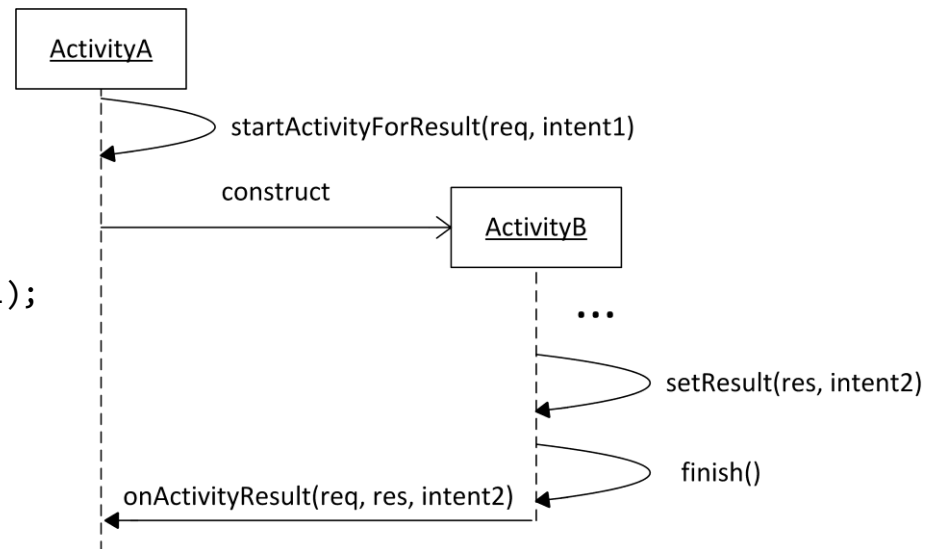 ActivityA
startActivityForResult(req, intent1)
construct
ActivityB
);
...
setResult(res, intent2)
finish()
onActivityResult(req, res, intent2)